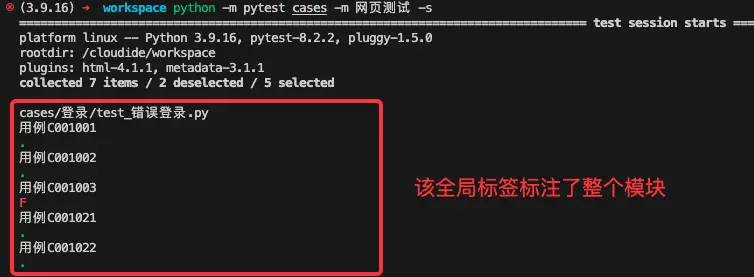 (3.9.16) → workspace python -m pytest cases -m 网页测试 -s
=== test session starts ===
platform linux -- Python 3.9.16, pytest-8.2.2, pluggy-1.5.0
rootdir: /cloudide/workspace
plugins: html-4.1.1, metadata-3.1.1
collected 7 items / 2 deselected / 5 selected
cases/登录/test_错误登录.py
用例C001001
.
用例C001002
.
用例C001003
F
用例C001021
.
用例C001022
.
该全局标签标注了整个模块